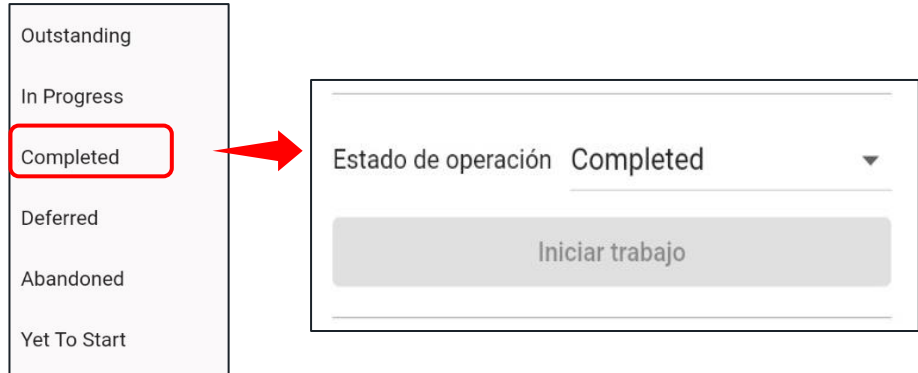 Outstanding
In Progress
Completed
Deferred
Abandoned
Yet To Start
Estado de operación Completed
Iniciar trabajo